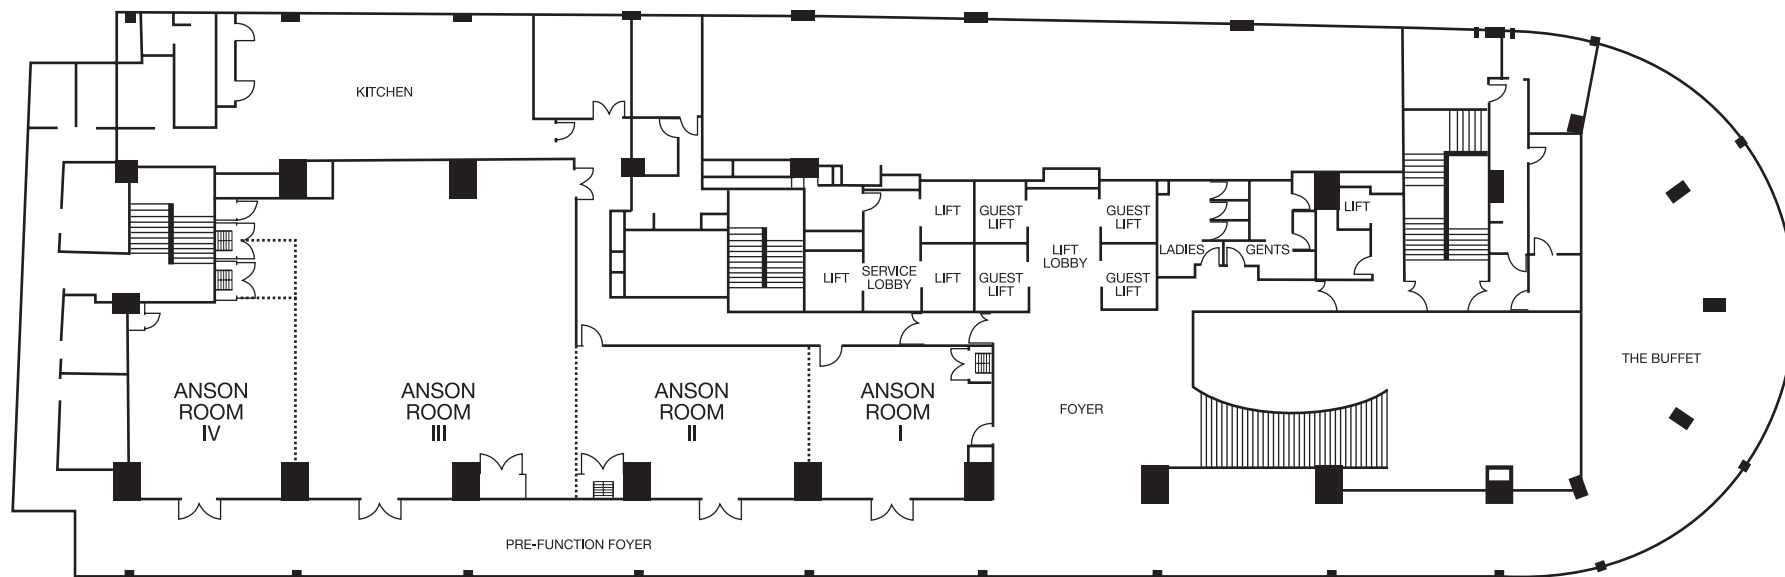 KITCHEN
LIFT
GUEST
LIFT
GUEST
LIFT
LIFT
LIFT
LOBBY
LADIES
GENTS
LIFT
SERVICE
LOBBY
LIFT
GUEST
LIFT
GUEST
LIFT
THE BUFFET
ANSON
ROOM
IV
ANSON
ROOM
III
ANSON
ROOM
II
ANSON
ROOM
I
FOYER
PRE-FUNCTION FOYER